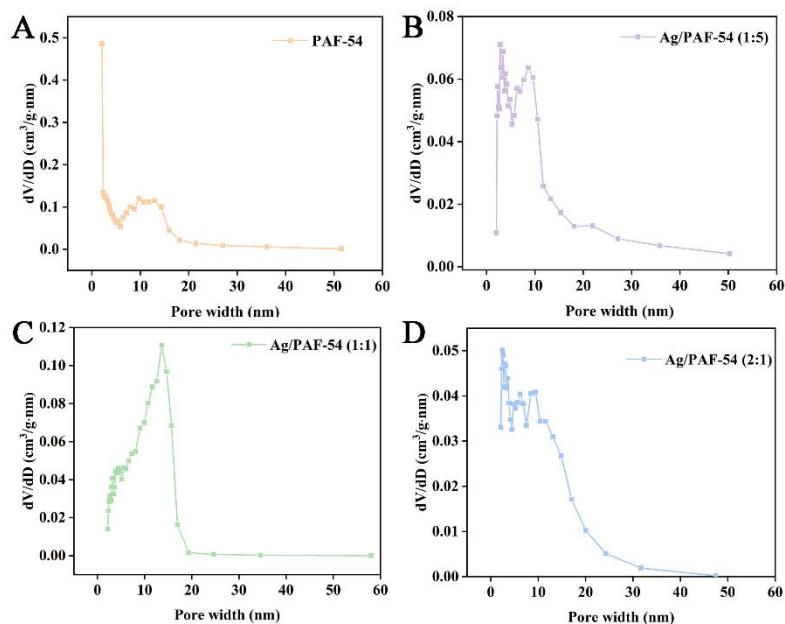 A
PAF-54
dV/dD (cm³/g·nm)
0.5
0.4
0.3
0.2
0.1
0.0
0 10 20 30 40 50 60
Pore width (nm)
B
Ag/PAF-54 (1:5)
dV/dD (cm³/g·nm)
0.08
0.06
0.04
0.02
0.00
0 10 20 30 40 50 60
Pore width (nm)
C
Ag/PAF-54 (1:1)
dV/dD (cm³/g·nm)
0.12
0.10
0.08
0.06
0.04
0.02
0.00
0 10 20 30 40 50 60
Pore width (nm)
D
Ag/PAF-54 (2:1)
dV/dD (cm³/g·nm)
0.05
0.04
0.03
0.02
0.01
0.00
0 10 20 30 40 50 60
Pore width (nm)